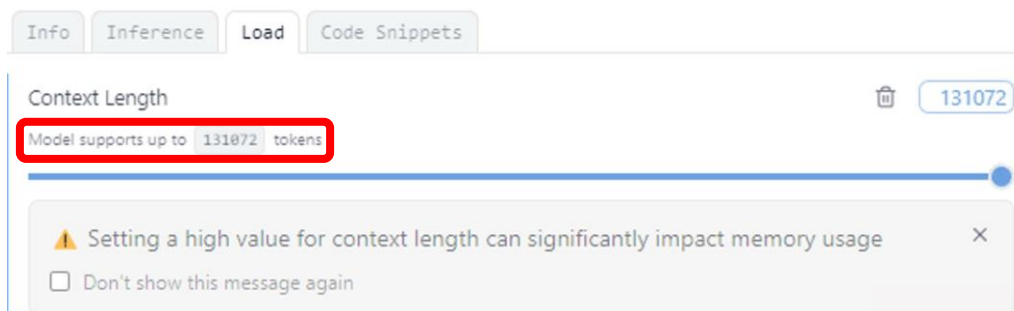 Info Inference Load Code Snippets
Context Length 131072
Model supports up to 131072 tokens
⚠ Setting a high value for context length can significantly impact memory usage ×
Don't show this message again